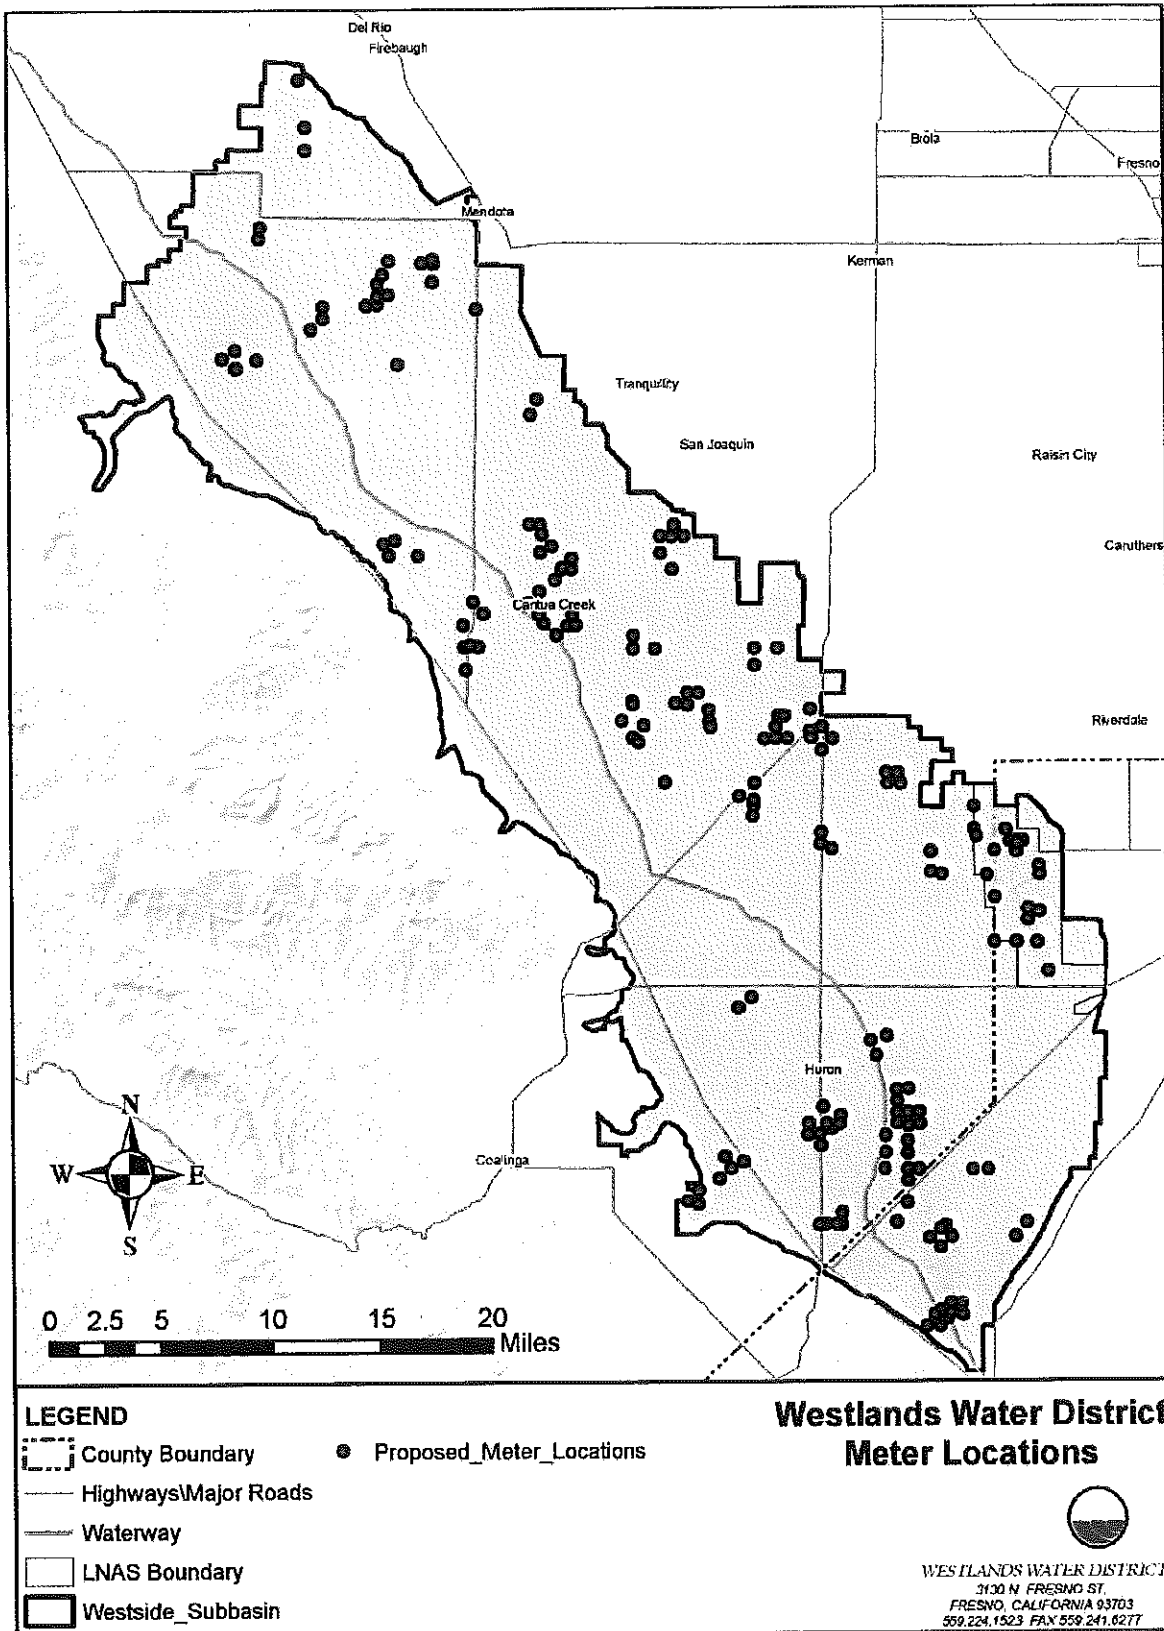 Del Rio
Firebaugh
Biola
Fresno
Mendota
Kerman
Tranquility
San Joaquin
Raisin City
Caruthers
Cantua Creek
Riverdale
Huron
Coalinga
N
W E
S
0 2.5 5 10 15 20
Miles
LEGEND
County Boundary
Proposed_Meter_Locations
Highways\Major Roads
Waterway
LNAS Boundary
Westside_Subbasin
Westlands Water District
Meter Locations
WESTLANDS WATER DISTRICT
3130 N FRESNO ST.
FRESNO, CALIFORNIA 93703
559.224.1523 FAX 559.241.6277